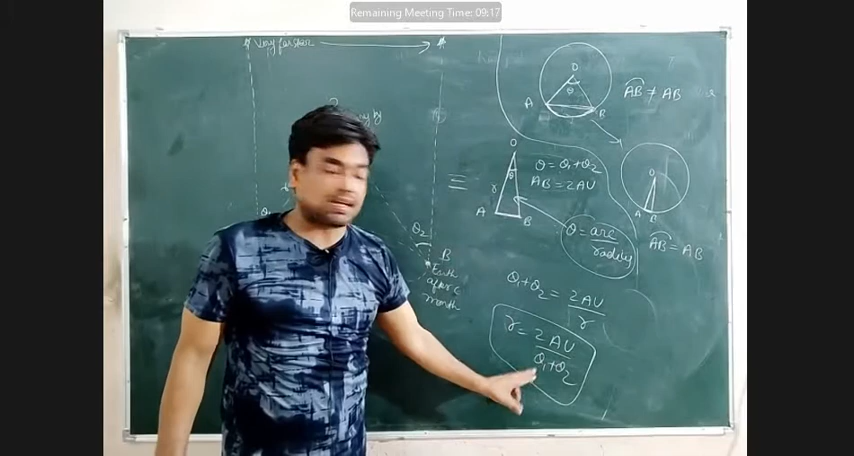 Remaining Meeting Time: 09:17
Very far star
θ₂
B
Earth
after 6
month
O
θ
A
B
AB ≠ AB
≡
O
θ
r
A
B
θ = θ₁+θ₂
AB = 2AU
θ = arc/radius
O
A B
AB = AB
θ₁+θ₂ = 2AU/r
r = 2AU/θ₁+θ₂